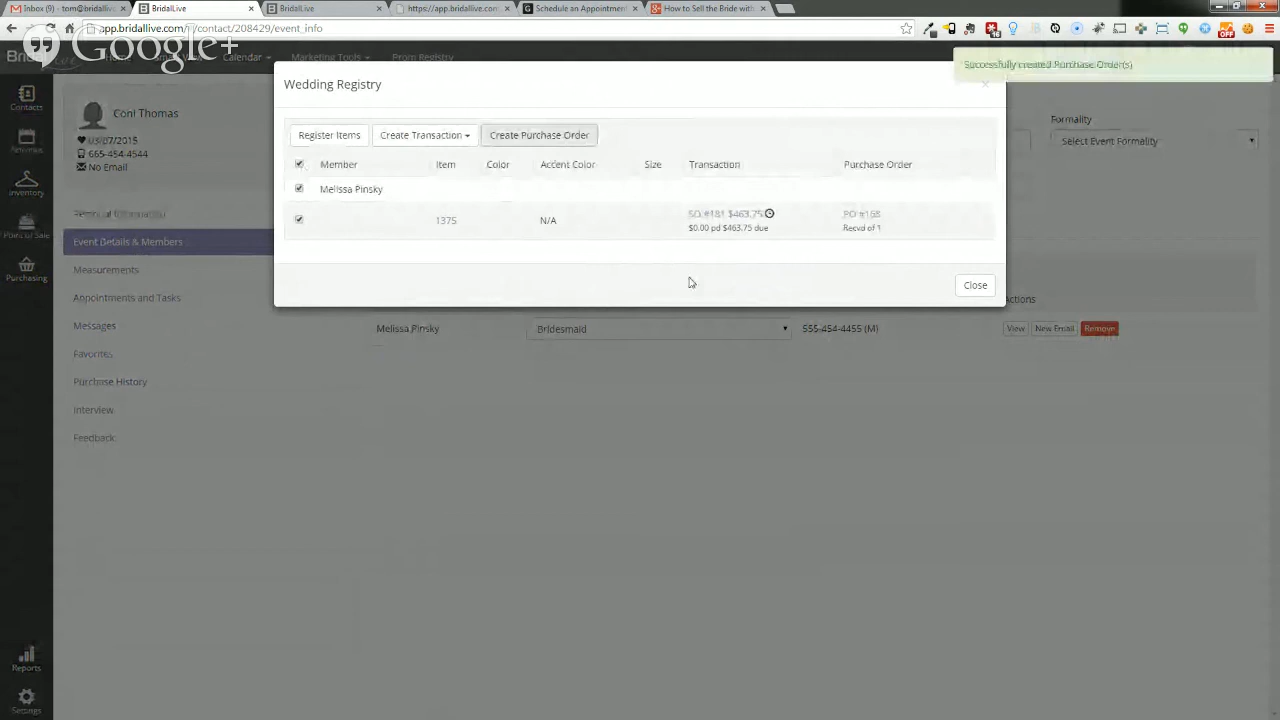 Inbox (9) - tom@bridalliv
BridalLive
BridalLive
https://app.bridallive.com
Schedule an Appointment
How to Sell the Bride with
app.bridallive.com/#/contact/208429/event_info
Google+
Calendar
Marketing Tools
Prom Registry
Successfully created Purchase Order(s)
Wedding Registry
Register Items
Create Transaction
Create Purchase Order
Member
Item
Color
Accent Color
Size
Transaction
Purchase Order
Melissa Pinsky
1375
N/A
SO #181 $463.75
$0.00 pd $463.75 due
PO #168
Recvd of 1
Close
Contacts
Inventory
Point of Sale
Purchasing
Reports
Settings
Coni Thomas
665-454-4544
No Email
Event Details & Members
Measurements
Appointments and Tasks
Messages
Favorites
Purchase History
Interview
Feedback
Formality
Select Event Formality
Actions
Melissa Pinsky
Bridesmaid
555-454-4455 (M)
View
New Email
Remove